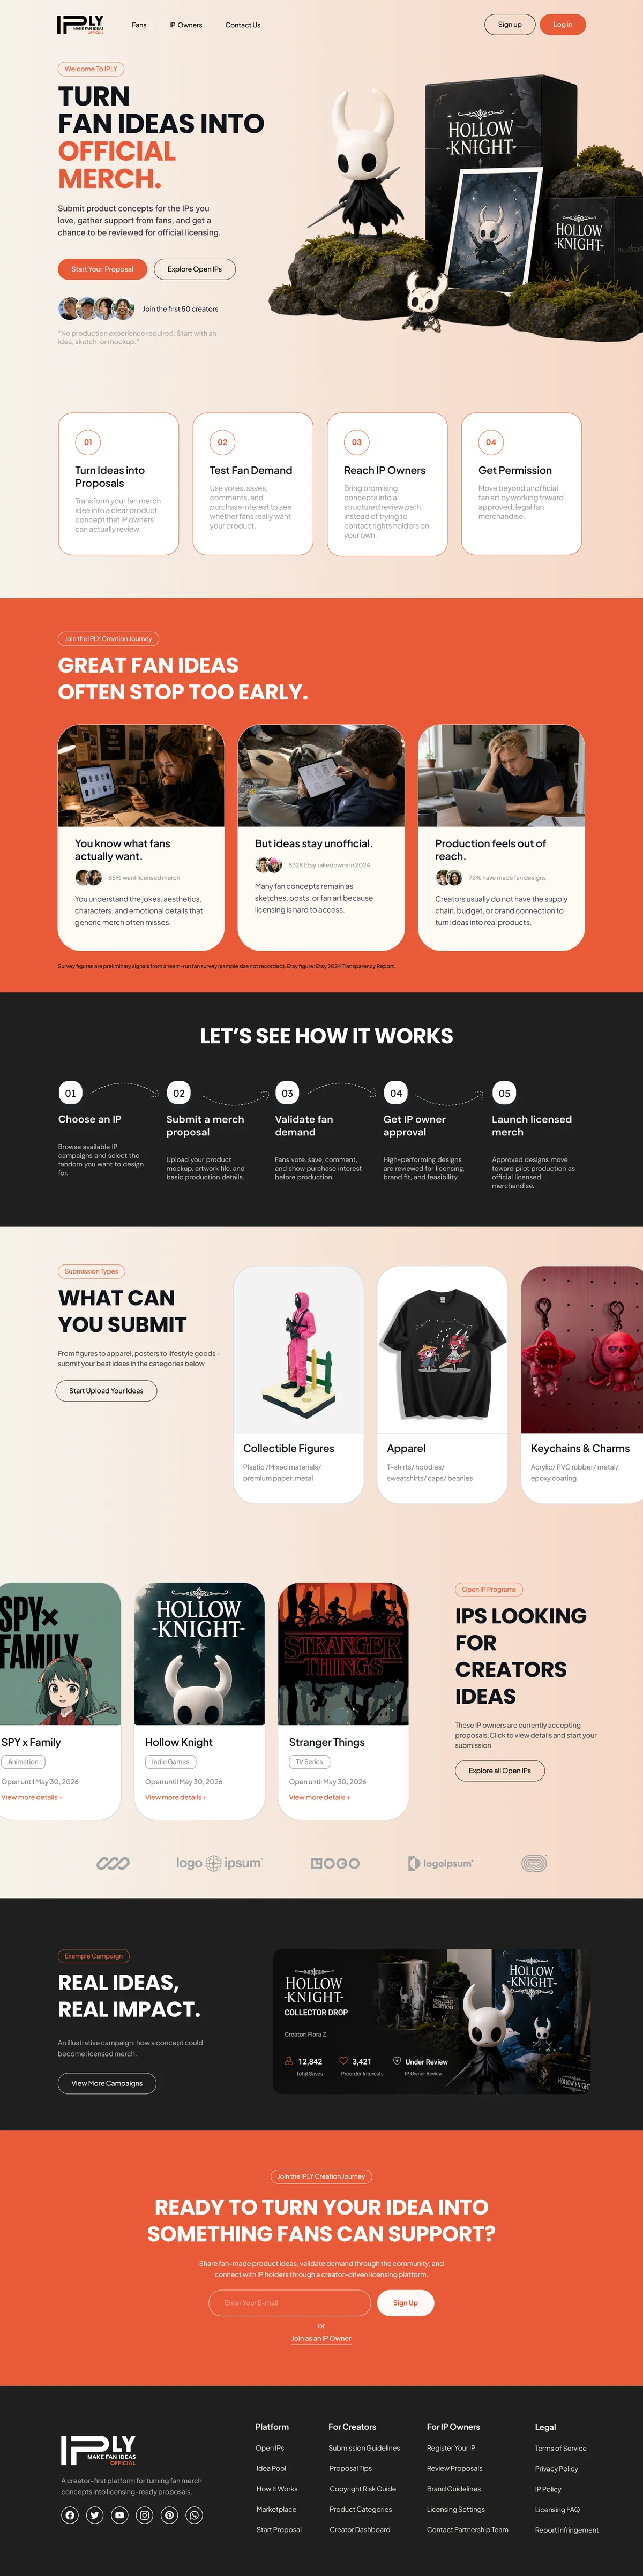 IPLY
MAKE FAN IDEAS
OFFICIAL
Fans
IP Owners
Contact Us
Sign up
Log in
Welcome To IPLY
TURN
FAN IDEAS INTO
OFFICIAL
MERCH.
Submit product concepts for the IPs you
love, gather support from fans, and get a
chance to be reviewed for official licensing.
Start Your Proposal
Explore Open IPs
Join the first 50 creators
"No production experience required. Start with an
idea, sketch, or mockup."
HOLLOW
KNIGHT
HOLLOW
KNIGHT
01
Turn Ideas into
Proposals
Transform your fan merch
idea into a clear product
concept that IP owners
can actually review.
02
Test Fan Demand
Use votes, saves,
comments, and
purchase interest to see
whether fans really want
your product.
03
Reach IP Owners
Bring promising
concepts into a
structured review path
instead of trying to
contact rights holders on
your own.
04
Get Permission
Move beyond unofficial
fan art by working toward
approved, legal fan
merchandise.
Join the IPLY Creation Journey
GREAT FAN IDEAS
OFTEN STOP TOO EARLY.
You know what fans
actually want.
85% want licensed merch
You understand the jokes, aesthetics,
characters, and emotional details that
generic merch often misses.
But ideas stay unofficial.
832K Etsy takedowns in 2024
Many fan concepts remain as
sketches, posts, or fan art because
licensing is hard to access.
Production feels out of
reach.
72% have made fan designs
Creators usually do not have the supply
chain, budget, or brand connection to
turn ideas into real products.
Survey figures are preliminary signals from a team-run fan survey (sample size not recorded). Etsy figure: Etsy 2024 Transparency Report.
LET'S SEE HOW IT WORKS
01
Choose an IP
Browse available IP
campaigns and select the
fandom you want to design
for.
02
Submit a merch
proposal
Upload your product
mockup, artwork file, and
basic production details.
03
Validate fan
demand
Fans vote, save, comment,
and show purchase interest
before production.
04
Get IP owner
approval
High-performing designs
are reviewed for licensing,
brand fit, and feasibility.
05
Launch licensed
merch
Approved designs move
toward pilot production as
official licensed
merchandise.
Submission Types
WHAT CAN
YOU SUBMIT
From figures to apparel, posters to lifestyle goods -
submit your best ideas in the categories below
Start Upload Your Ideas
Collectible Figures
Plastic /Mixed materials/
premium paper, metal
Apparel
T-shirts/ hoodies/
sweatshirts/ caps/ beanies
Keychains & Charms
Acrylic/ PVC rubber/ metal/
epoxy coating
SPY×
FAMILY
SPY x Family
Animation
Open until May 30, 2026
View more details +
HOLLOW
KNIGHT
Hollow Knight
Indie Games
Open until May 30, 2026
View more details +
STRANGER
THINGS
Stranger Things
TV Series
Open until May 30, 2026
View more details +
Open IP Programs
IPS LOOKING
FOR
CREATORS
IDEAS
These IP owners are currently accepting
proposals.Click to view details and start your
submission
Explore all Open IPs
logo ipsum
LOGO
logoipsum
Example Campaign
REAL IDEAS,
REAL IMPACT.
An illustrative campaign: how a concept could
become licensed merch.
View More Campaigns
HOLLOW
KNIGHT
COLLECTOR DROP
Creator: Flora Z.
12,842
Total Saves
3,421
Preorder Interests
Under Review
IP Owner Review
HOLLOW
KNIGHT
HOLLOW KNIGHT
Join the IPLY Creation Journey
READY TO TURN YOUR IDEA INTO
SOMETHING FANS CAN SUPPORT?
Share fan-made product ideas, validate demand through the community, and
connect with IP holders through a creator-driven licensing platform.
Enter Your E-mail
Sign Up
or
Join as an IP Owner
IPLY
MAKE FAN IDEAS
OFFICIAL
A creator-first platform for turning fan merch
concepts into licensing-ready proposals.
Platform
Open IPs
Idea Pool
How It Works
Marketplace
Start Proposal
For Creators
Submission Guidelines
Proposal Tips
Copyright Risk Guide
Product Categories
Creator Dashboard
For IP Owners
Register Your IP
Review Proposals
Brand Guidelines
Licensing Settings
Contact Partnership Team
Legal
Terms of Service
Privacy Policy
IP Policy
Licensing FAQ
Report Infringement